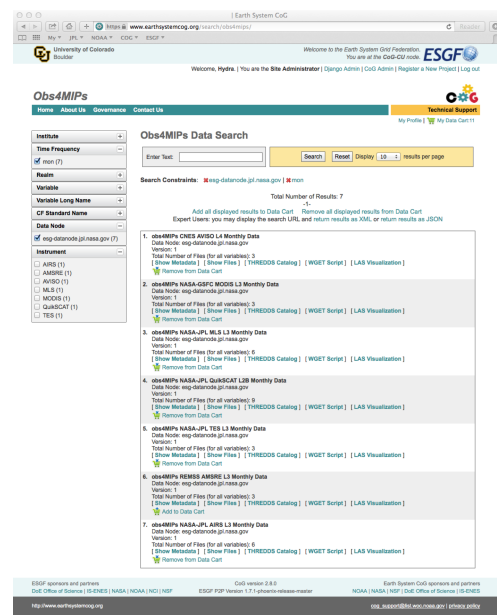 | Earth System CoG
https www.earthsystemcog.org/search/obs4mips/
Reader
My JPL NOAA COG ESGF
University of Colorado
Boulder
Welcome to the Earth System Grid Federation.
You are at the CoG-CU node.
ESGF
Welcome, Hydra. | You are the Site Administrator | Django Admin | CoG Admin | Register a New Project | Log out
Obs4MIPs
CoG
Home About Us Governance Contact Us
Technical Support
My Profile | My Data Cart 11
Institute +
Time Frequency −
mon (7)
Realm +
Variable +
Variable Long Name +
CF Standard Name +
Data Node −
esg-datanode.jpl.nasa.gov (7)
Instrument −
AIRS (1)
AMSRE (1)
AVISO (1)
MLS (1)
MODIS (1)
QuikSCAT (1)
TES (1)
Obs4MIPs Data Search
Enter Text:
Search Reset Display 10 results per page
Search Constraints: esg-datanode.jpl.nasa.gov | mon
Total Number of Results: 7
-1-
Add all displayed results to Data Cart Remove all displayed results from Data Cart
Expert Users: you may display the search URL and return results as XML or return results as JSON
1. obs4MIPs CNES AVISO L4 Monthly Data
Data Node: esg-datanode.jpl.nasa.gov
Version: 1
Total Number of Files (for all variables): 3
[ Show Metadata ] [ Show Files ] [ THREDDS Catalog ] [ WGET Script ] [ LAS Visualization ]
Remove from Data Cart
2. obs4MIPs NASA-GSFC MODIS L3 Monthly Data
Data Node: esg-datanode.jpl.nasa.gov
Version: 1
Total Number of Files (for all variables): 3
[ Show Metadata ] [ Show Files ] [ THREDDS Catalog ] [ WGET Script ] [ LAS Visualization ]
Remove from Data Cart
3. obs4MIPs NASA-JPL MLS L3 Monthly Data
Data Node: esg-datanode.jpl.nasa.gov
Version: 1
Total Number of Files (for all variables): 6
[ Show Metadata ] [ Show Files ] [ THREDDS Catalog ] [ WGET Script ] [ LAS Visualization ]
Remove from Data Cart
4. obs4MIPs NASA-JPL QuikSCAT L2B Monthly Data
Data Node: esg-datanode.jpl.nasa.gov
Version: 1
Total Number of Files (for all variables): 9
[ Show Metadata ] [ Show Files ] [ THREDDS Catalog ] [ WGET Script ] [ LAS Visualization ]
Remove from Data Cart
5. obs4MIPs NASA-JPL TES L3 Monthly Data
Data Node: esg-datanode.jpl.nasa.gov
Version: 1
Total Number of Files (for all variables): 3
[ Show Metadata ] [ Show Files ] [ THREDDS Catalog ] [ WGET Script ] [ LAS Visualization ]
Remove from Data Cart
6. obs4MIPs REMSS AMSRE L3 Monthly Data
Data Node: esg-datanode.jpl.nasa.gov
Version: 1
Total Number of Files (for all variables): 3
[ Show Metadata ] [ Show Files ] [ THREDDS Catalog ] [ WGET Script ] [ LAS Visualization ]
Add to Data Cart
7. obs4MIPs NASA-JPL AIRS L3 Monthly Data
Data Node: esg-datanode.jpl.nasa.gov
Version: 1
Total Number of Files (for all variables): 6
[ Show Metadata ] [ Show Files ] [ THREDDS Catalog ] [ WGET Script ] [ LAS Visualization ]
Remove from Data Cart
ESGF sponsors and partners
DoE Office of Science | IS-ENES | NASA | NOAA | NCI | NSF
CoG version 2.8.0
ESGF P2P Version 1.7.1-phoenix-release-master
Earth System CoG sponsors and partners
NOAA | NASA | NSF | DoE Office of Science | IS-ENES
http://www.earthsystemcog.org
cog_support@list.woc.noaa.gov | privacy policy